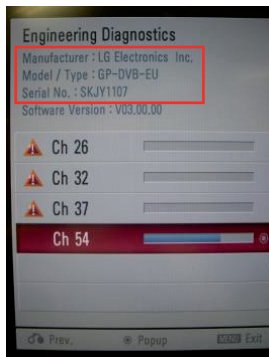 Engineering Diagnostics
Manufacturer : LG Electronics Inc.
Model / Type : GP-DVB-EU
Serial No. : SKJY1107
Software Version : V03.00.00
Ch 26
Ch 32
Ch 37
Ch 54
Prev.
Popup
MENU Exit